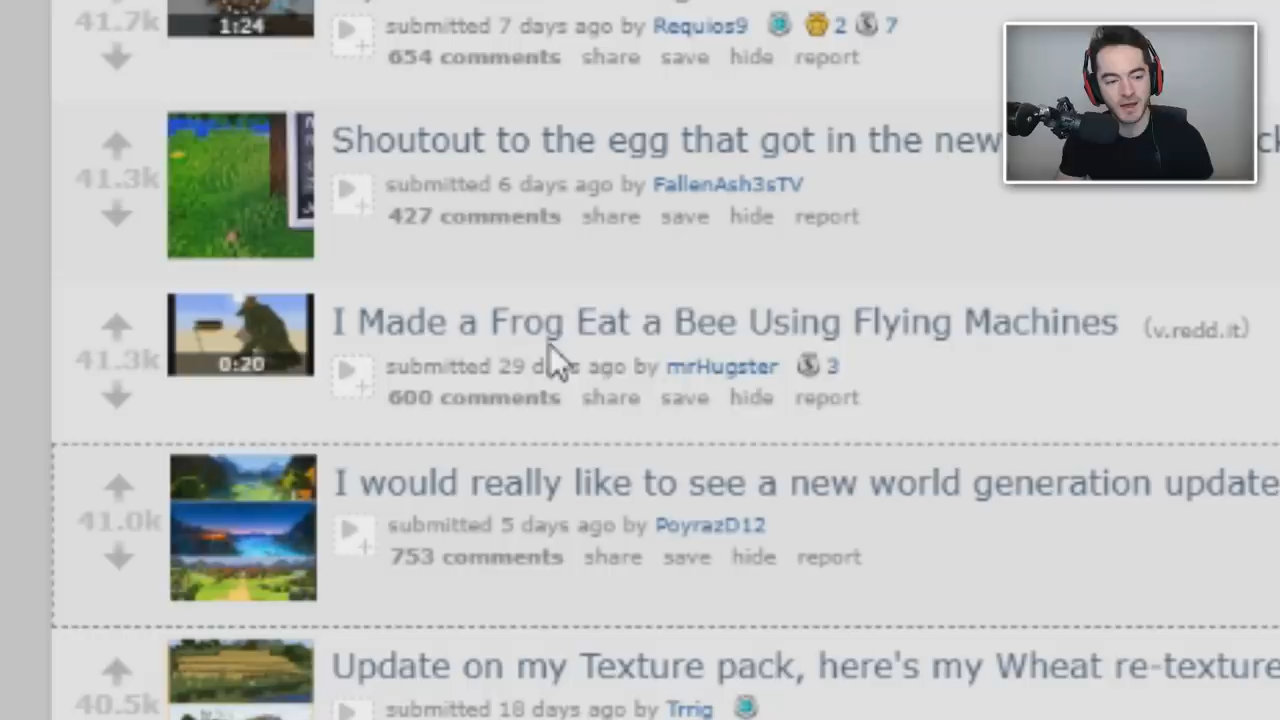 41.7k
1:24
submitted 7 days ago by Requios9 2 7
654 comments share save hide report
Shoutout to the egg that got in the new
41.3k
submitted 6 days ago by FallenAsh3sTV
427 comments share save hide report
I Made a Frog Eat a Bee Using Flying Machines (v.redd.it)
41.3k
0:20
submitted 29 days ago by mrHugster 3
600 comments share save hide report
I would really like to see a new world generation update
41.0k
submitted 5 days ago by PoyrazD12
753 comments share save hide report
Update on my Texture pack, here's my Wheat re-texture
40.5k
submitted 18 days ago by Trrig